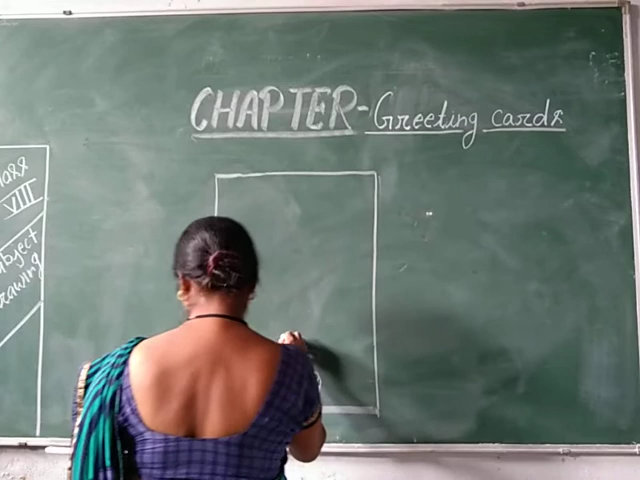 CHAPTER-Greeting cards
class
VIII
subject
Drawing